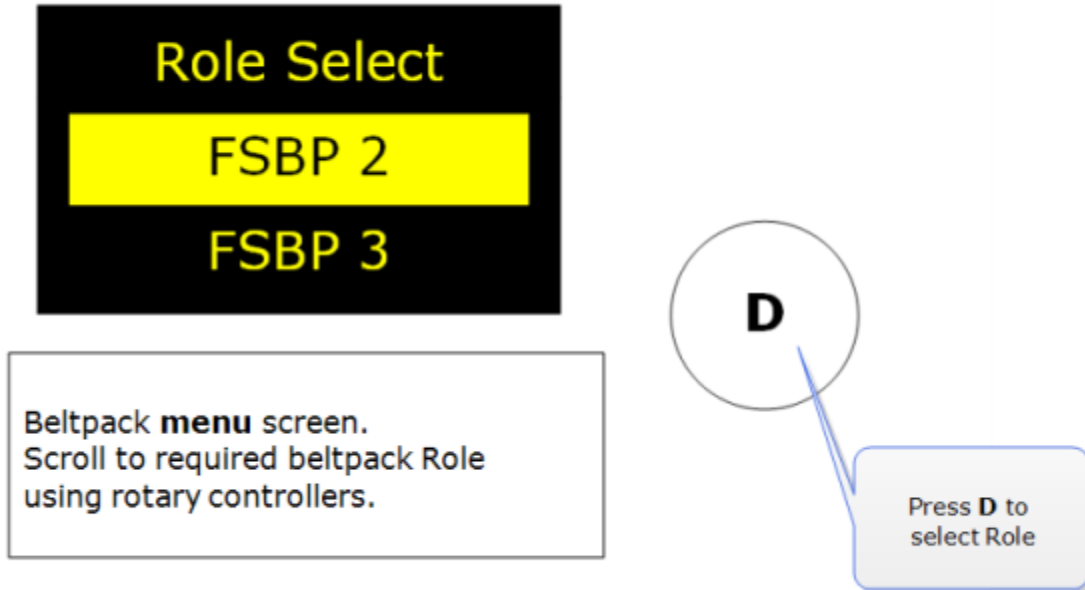 Role Select
FSBP 2
FSBP 3
D
Beltpack menu screen.
Scroll to required beltpack Role
using rotary controllers.
Press D to
select Role